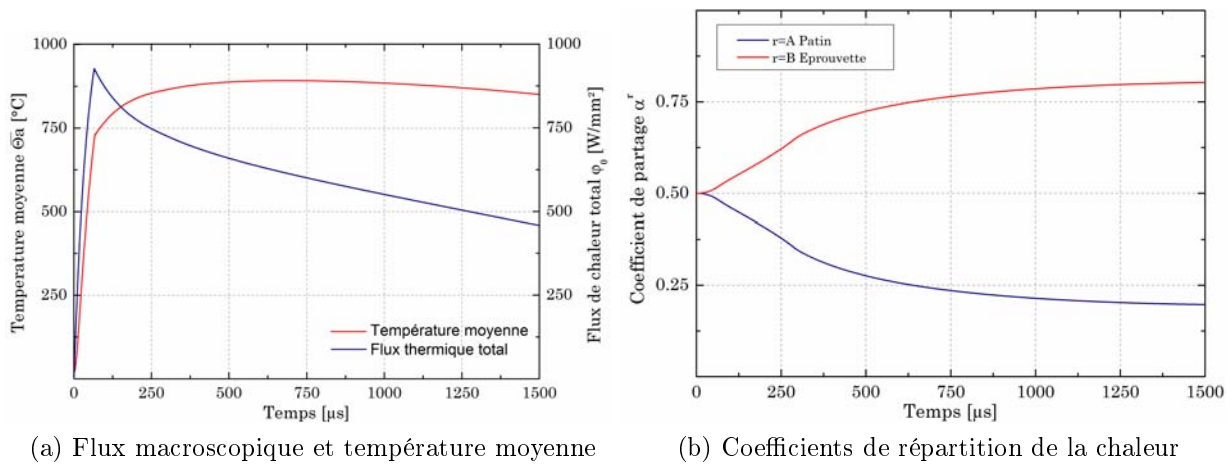 1000
750
500
250
Temperature moyenne Θa [°C]
1000
750
500
250
Flux de chaleur total φ₀ [W/mm²]
Température moyenne
Flux thermique total
0
250
500
750
1000
1250
1500
Temps [µs]
(a) Flux macroscopique et température moyenne
r=A Patin
r=B Eprouvette
0.75
0.50
0.25
Coefficient de partage αʳ
0
250
500
750
1000
1250
1500
Temps [µs]
(b) Coefficients de répartition de la chaleur